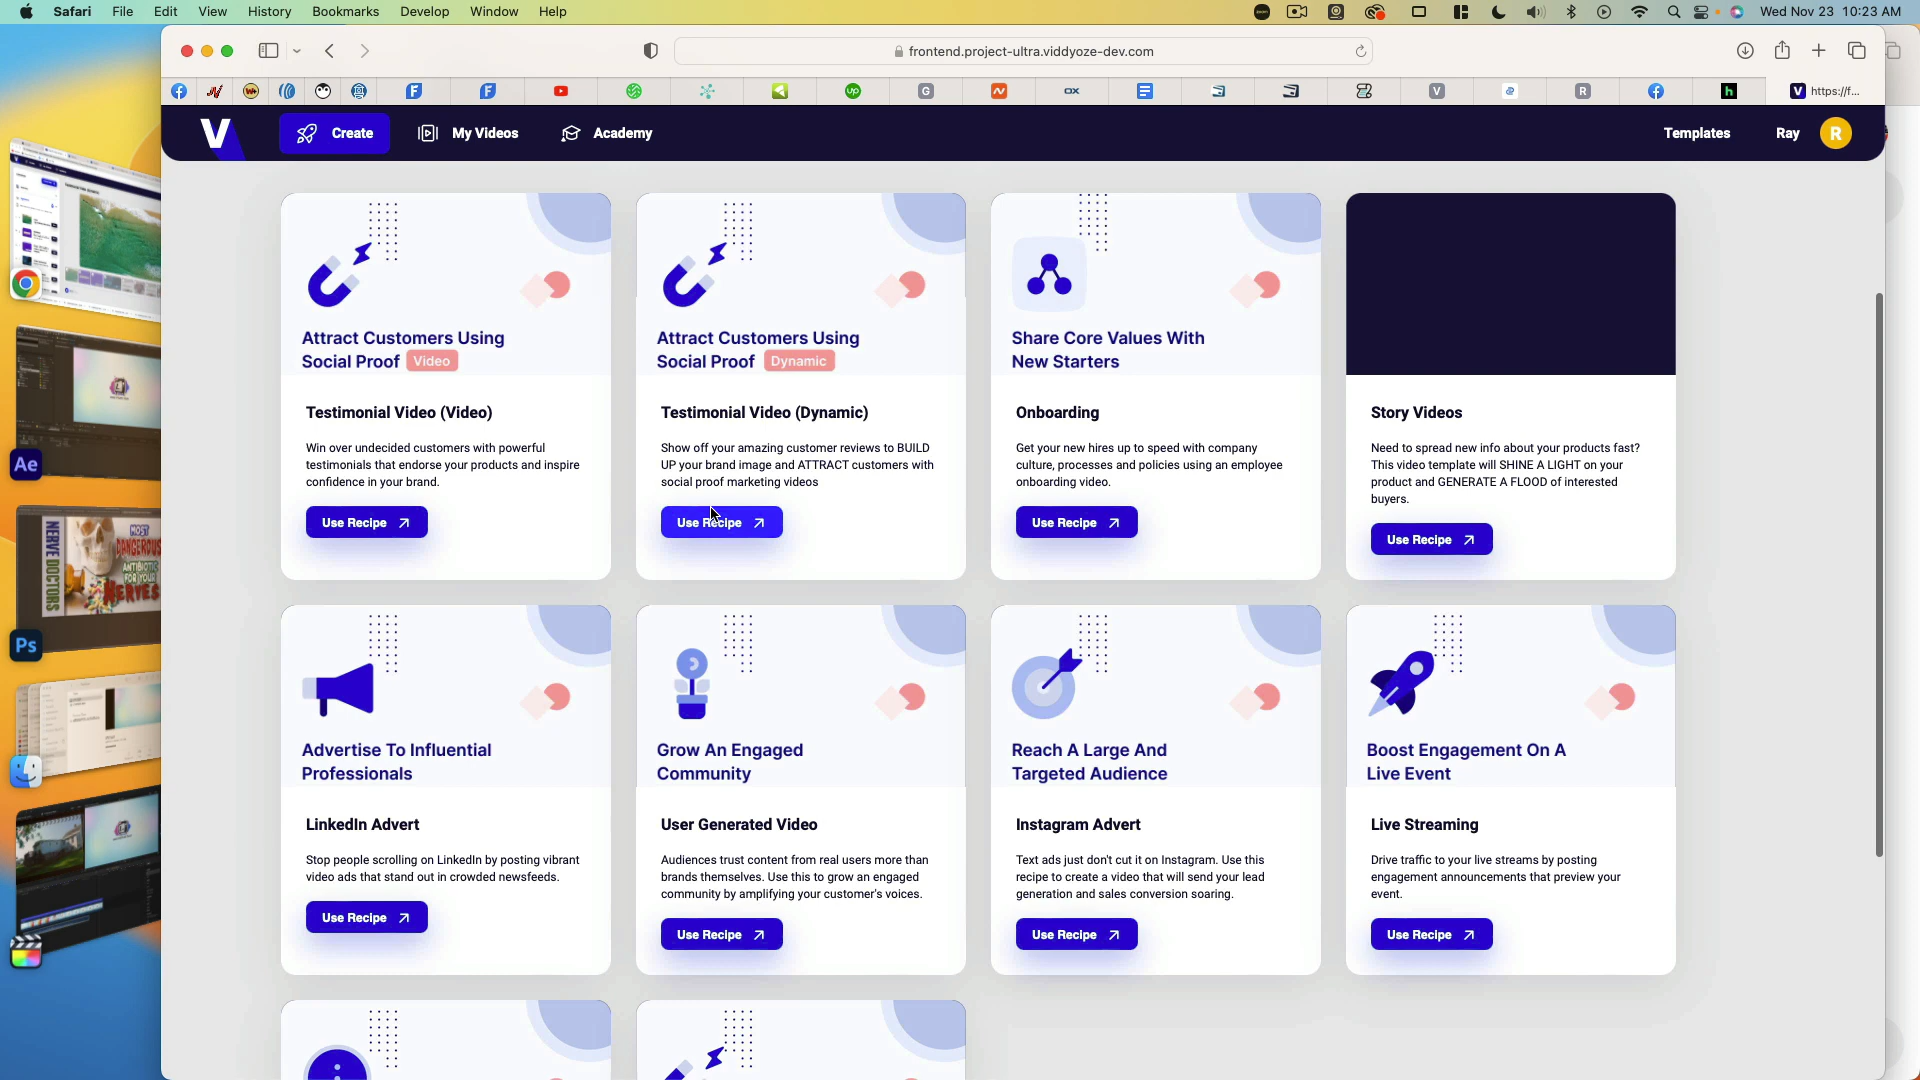 Safari File Edit View History Bookmarks Develop Window Help
Wed Nov 23 10:23 AM
frontend.project-ultra.viddyoze-dev.com
https://f...
Create
My Videos
Academy
Templates
Ray
R
Attract Customers Using
Social Proof Video
Testimonial Video (Video)
Win over undecided customers with powerful
testimonials that endorse your products and inspire
confidence in your brand.
Use Recipe
Attract Customers Using
Social Proof Dynamic
Testimonial Video (Dynamic)
Show off your amazing customer reviews to BUILD
UP your brand image and ATTRACT customers with
social proof marketing videos
Use Recipe
Share Core Values With
New Starters
Onboarding
Get your new hires up to speed with company
culture, processes and policies using an employee
onboarding video.
Use Recipe
Story Videos
Need to spread new info about your products fast?
This video template will SHINE A LIGHT on your
product and GENERATE A FLOOD of interested
buyers.
Use Recipe
Advertise To Influential
Professionals
LinkedIn Advert
Stop people scrolling on LinkedIn by posting vibrant
video ads that stand out in crowded newsfeeds.
Use Recipe
Grow An Engaged
Community
User Generated Video
Audiences trust content from real users more than
brands themselves. Use this to grow an engaged
community by amplifying your customer's voices.
Use Recipe
Reach A Large And
Targeted Audience
Instagram Advert
Text ads just don't cut it on Instagram. Use this
recipe to create a video that will send your lead
generation and sales conversion soaring.
Use Recipe
Boost Engagement On A
Live Event
Live Streaming
Drive traffic to your live streams by posting
engagement announcements that preview your
event.
Use Recipe
Ae
Ps
NERVE DOCTORS
MOST
DANGEROUS
ANTIBIOTIC
FOR YOUR
NERVES